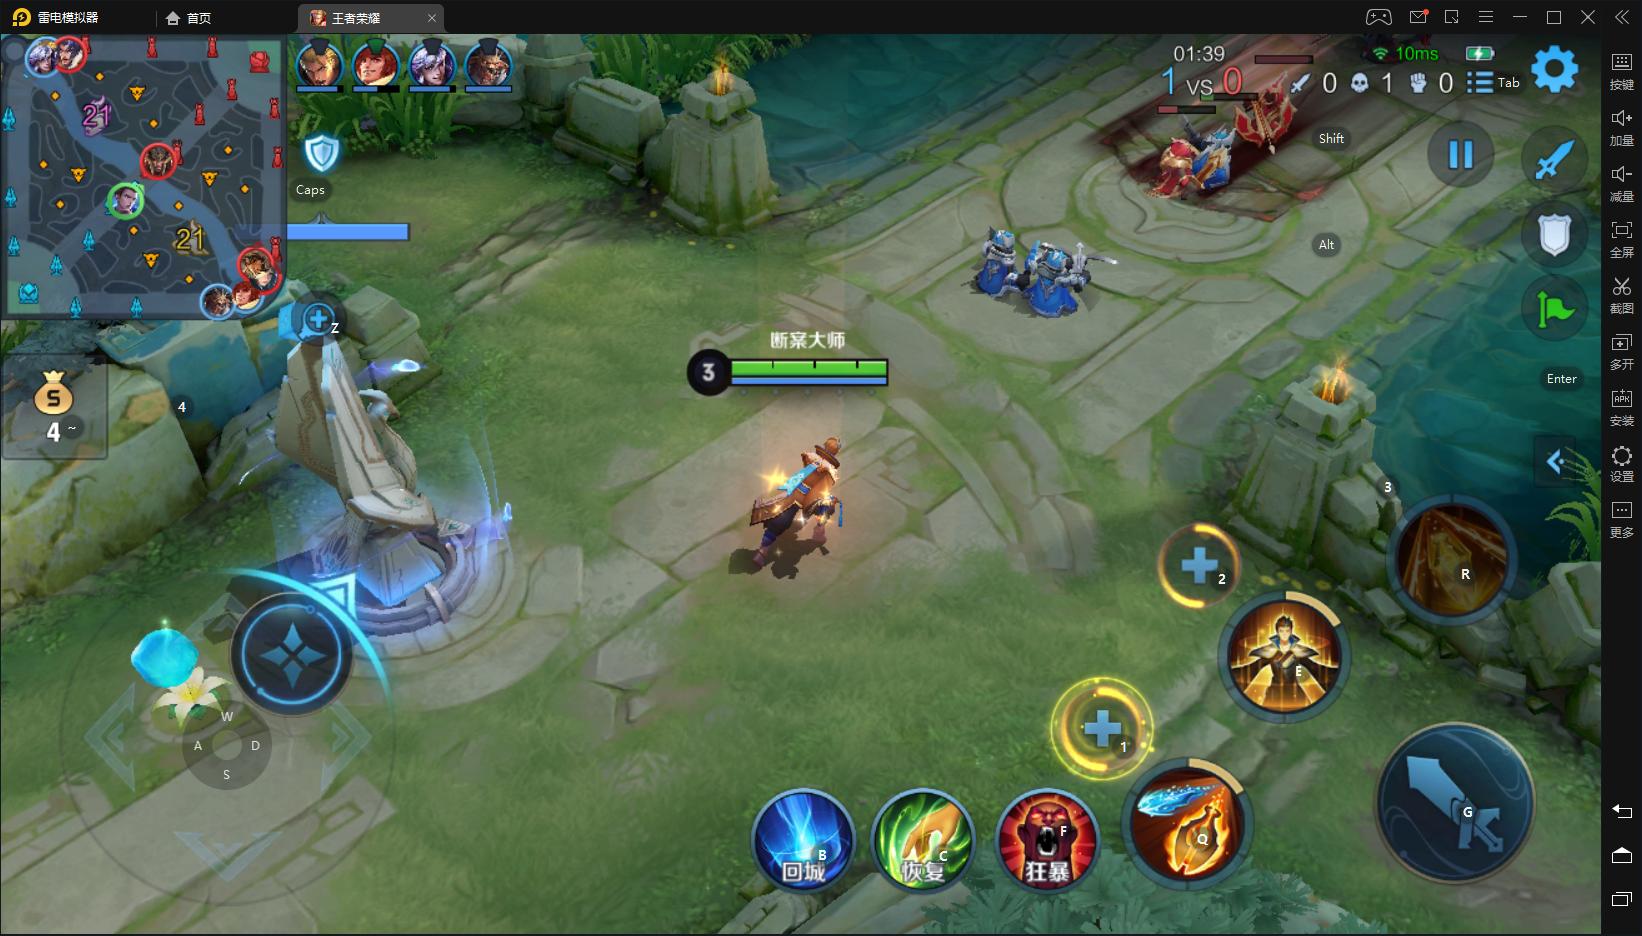 雷电模拟器
首页
王者荣耀
01:39
10ms
1 vs 0
0
1
0
Tab
Caps
Shift
Alt
Enter
21
21
Z
S
4
~
4
断案大师
3
3
2
R
E
1
W
A
D
S
G
B
回城
C
恢复
F
狂暴
Q
按键
加量
减量
全屏
截图
多开
APK
安装
设置
更多